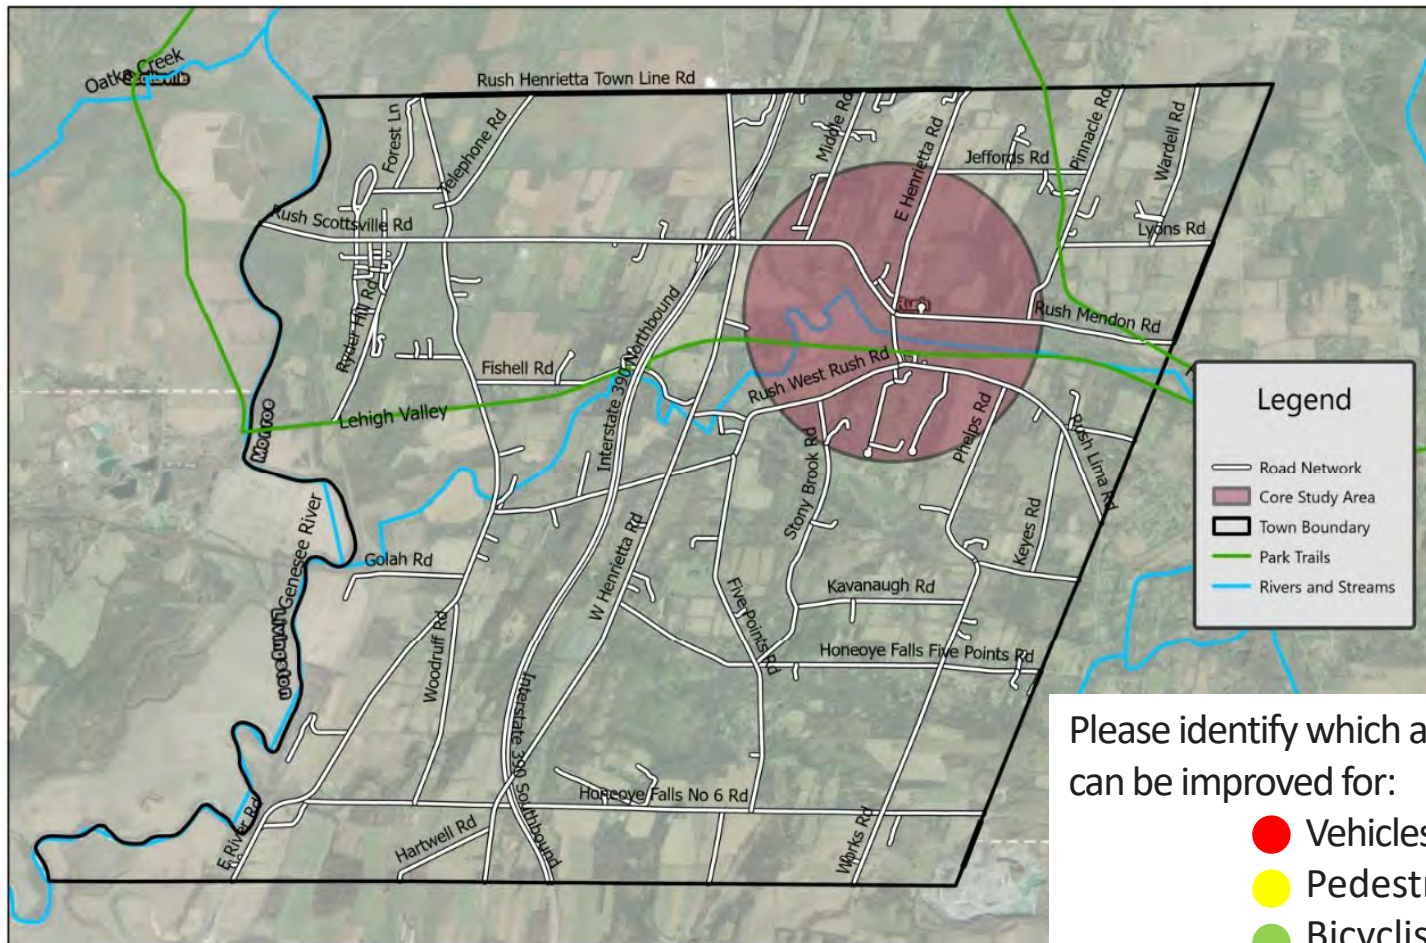 Rush Henrietta Town Line Rd
Oatka Creek
Scottsville
Forest Ln
Telephone Rd
Middle Rd
E Henrietta Rd
Jeffords Rd
Pinnacle Rd
Wardell Rd
Rush Scottsville Rd
Lyons Rd
Ryder Hill Rd
Interstate 390 Northbound
Rush
Rush Mendon Rd
Fishell Rd
Rush West Rush Rd
Lehigh Valley
Monroe
Phelps Rd
Rush Lima Rd
Stony Brook Rd
Genesee River
Keyes Rd
Golah Rd
W Henrietta Rd
Five Points Rd
Kavanaugh Rd
Livingston
Woodruff Rd
Honeoye Falls Five Points Rd
Interstate 390 Southbound
Honeoye Falls No 6 Rd
E River Rd
Hartwell Rd
Works Rd
Legend
Road Network
Core Study Area
Town Boundary
Park Trails
Rivers and Streams
Please identify which a
can be improved for:
Vehicles
Pedestr
Bicyclis